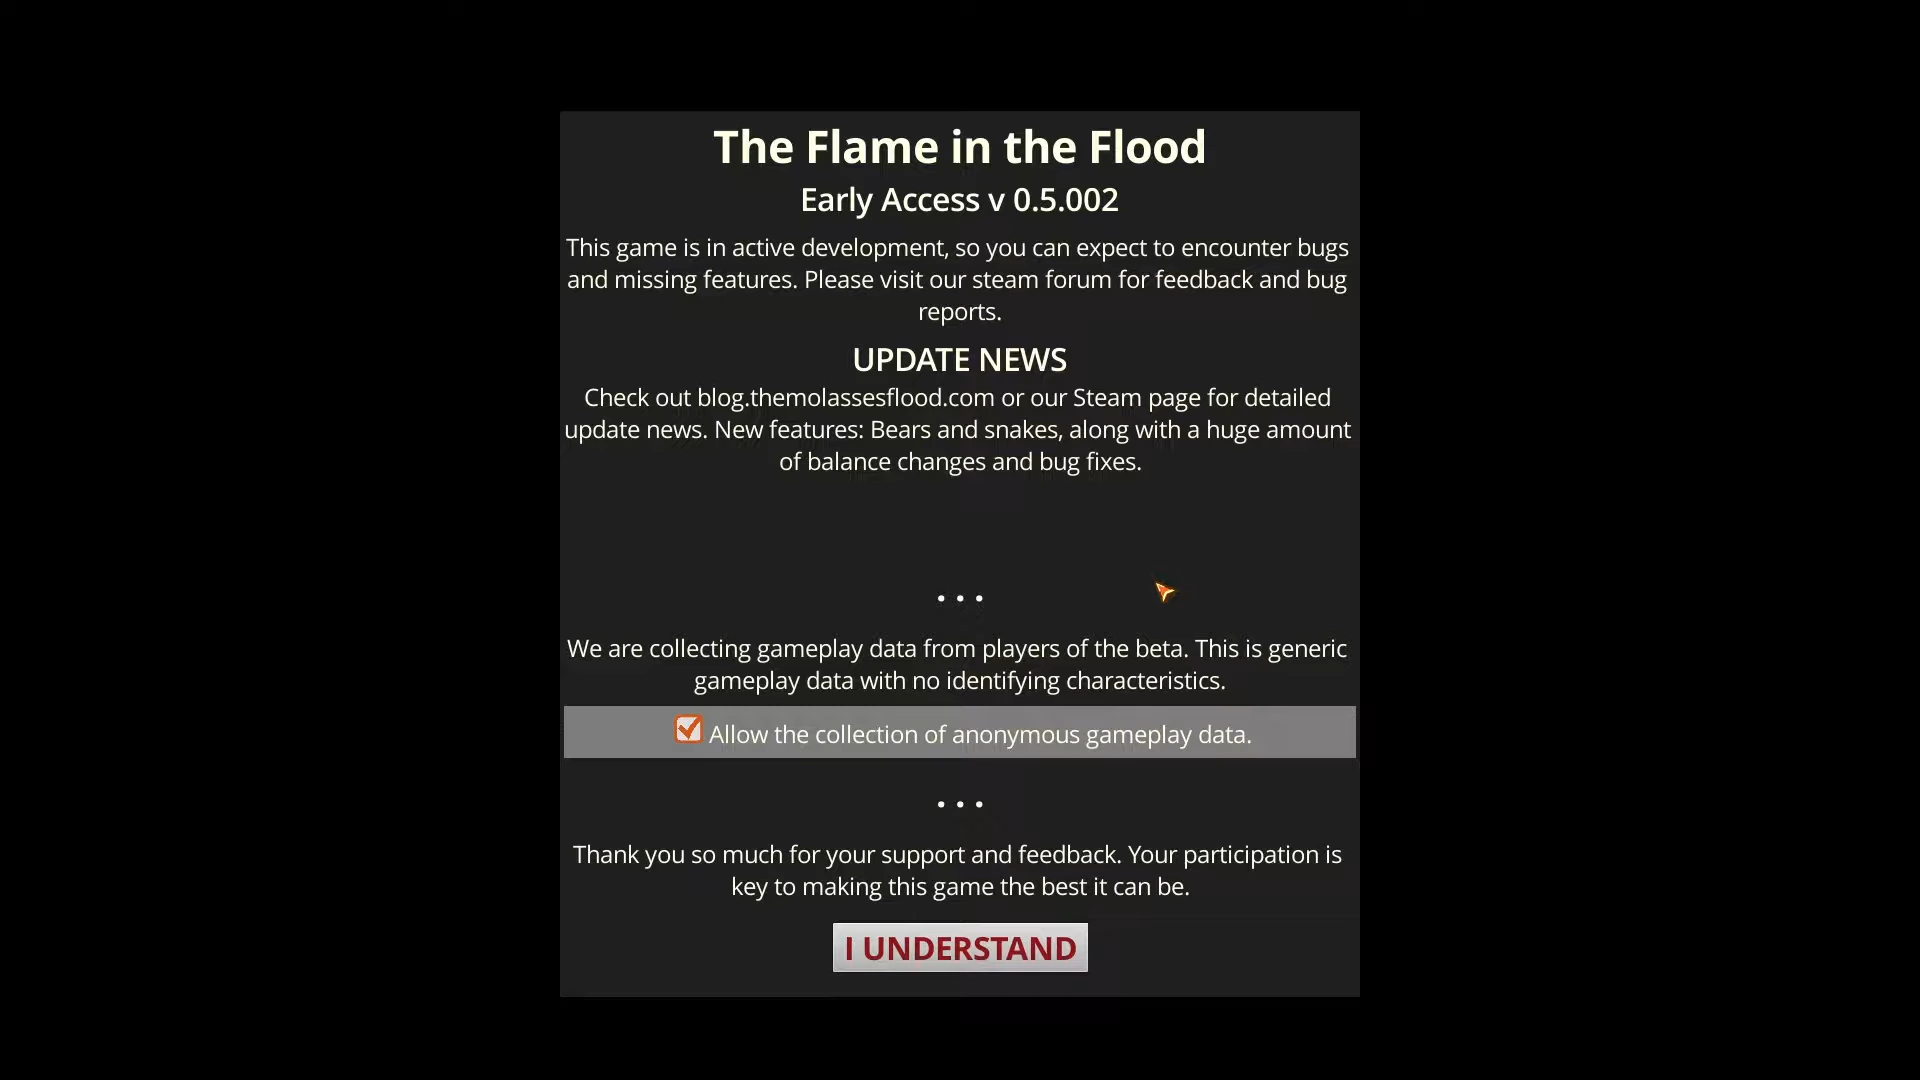 The Flame in the Flood
Early Access v 0.5.002
This game is in active development, so you can expect to encounter bugs
and missing features. Please visit our steam forum for feedback and bug
reports.
UPDATE NEWS
Check out blog.themolassesflood.com or our Steam page for detailed
update news. New features: Bears and snakes, along with a huge amount
of balance changes and bug fixes.
. . .
We are collecting gameplay data from players of the beta. This is generic
gameplay data with no identifying characteristics.
Allow the collection of anonymous gameplay data.
. . .
Thank you so much for your support and feedback. Your participation is
key to making this game the best it can be.
I UNDERSTAND